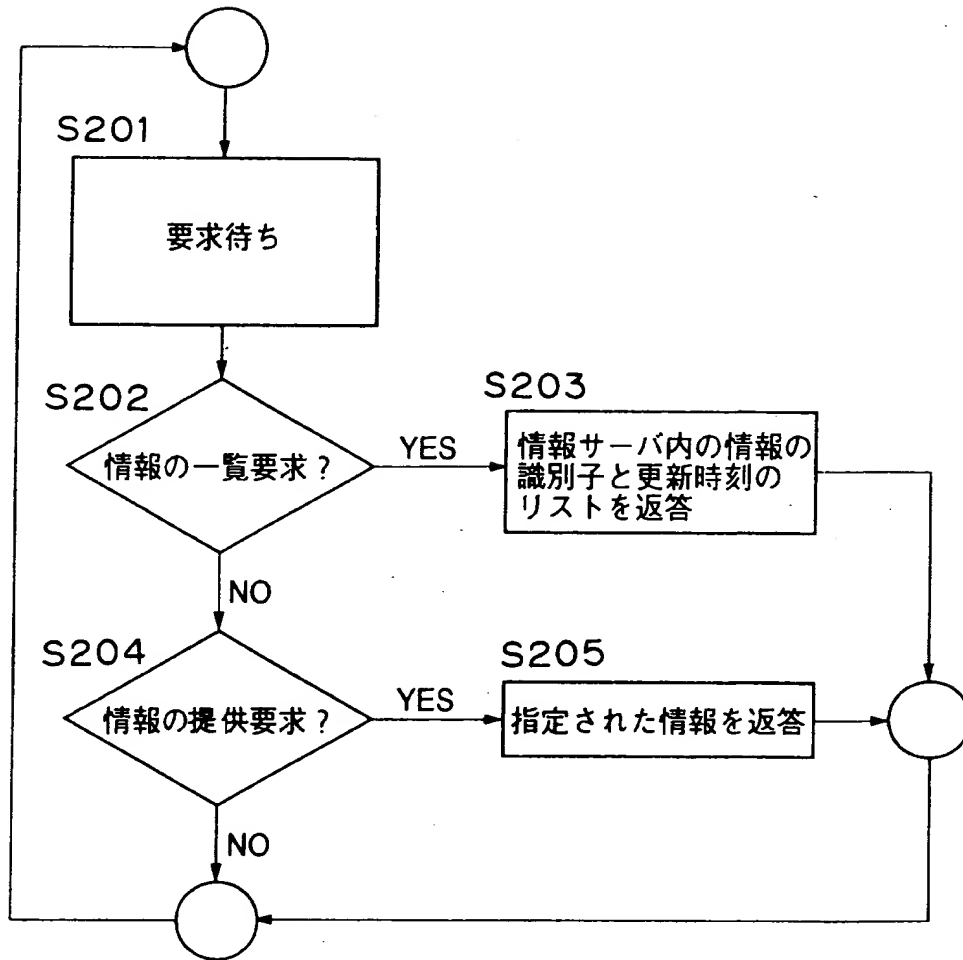 S201
要求待ち
S202
情報の一覧要求?
YES
S203
情報サーバ内の情報の
識別子と更新時刻の
リストを返答
NO
S204
情報の提供要求?
YES
S205
指定された情報を返答
NO